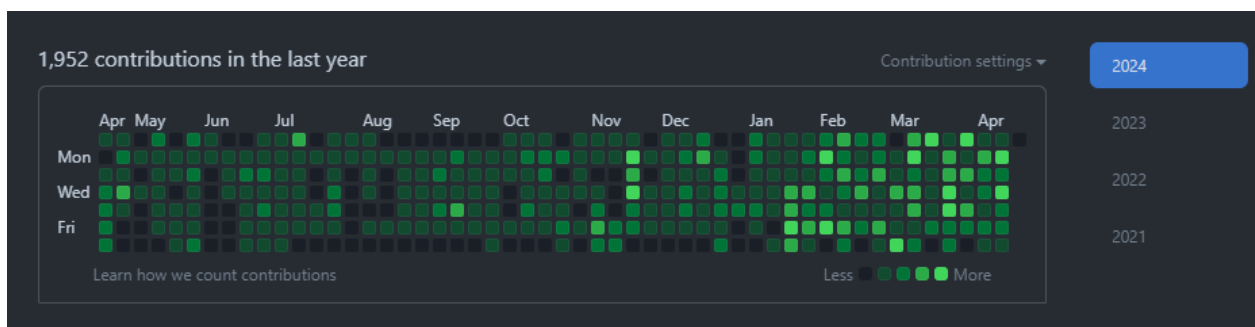 1,952 contributions in the last year
Contribution settings
2024
2023
2022
2021
Apr May Jun Jul Aug Sep Oct Nov Dec Jan Feb Mar Apr
Mon
Wed
Fri
Learn how we count contributions
Less More